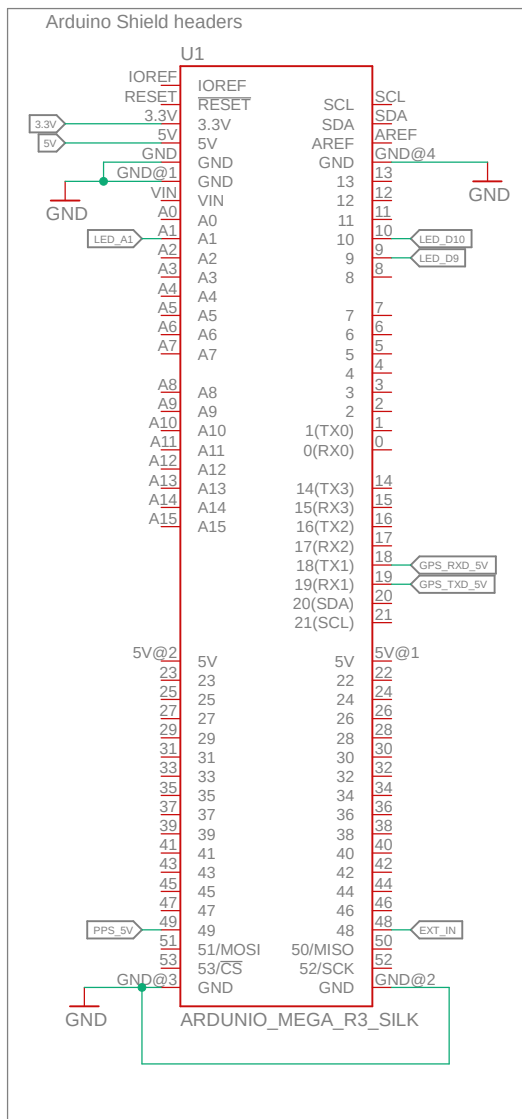 Arduino Shield headers
U1
IOREF IOREF
RESET RESET SCL SCL
3.3V 3.3V 3.3V SDA SDA
5V 5V 5V AREF AREF
GND GND GND GND@4
GND@1 GND 13 13
GND VIN VIN 12 12 GND
A0 A0 11 11
LED_A1 A1 A1 10 10 LED_D10
A2 A2 9 9 LED_D9
A3 A3 8 8
A4 A4
A5 A5 7 7
A6 A6 6 6
A7 A7 5 5
4 4
A8 A8 3 3
A9 A9 2 2
A10 A10 1(TX0) 1
A11 A11 0(RX0) 0
A12 A12
A13 A13 14(TX3) 14
A14 A14 15(RX3) 15
A15 A15 16(TX2) 16
17(RX2) 17
18(TX1) 18 GPS_RXD_5V
19(RX1) 19 GPS_TXD_5V
20(SDA) 20
21(SCL) 21
5V@2 5V 5V 5V@1
23 23 22 22
25 25 24 24
27 27 26 26
29 29 28 28
31 31 30 30
33 33 32 32
35 35 34 34
37 37 36 36
39 39 38 38
41 41 40 40
43 43 42 42
45 45 44 44
47 47 46 46
PPS_5V 49 49 48 48 EXT_IN
51 51/MOSI 50/MISO 50
53 53/CS 52/SCK 52
GND@3 GND GND GND@2
GND
ARDUNIO_MEGA_R3_SILK